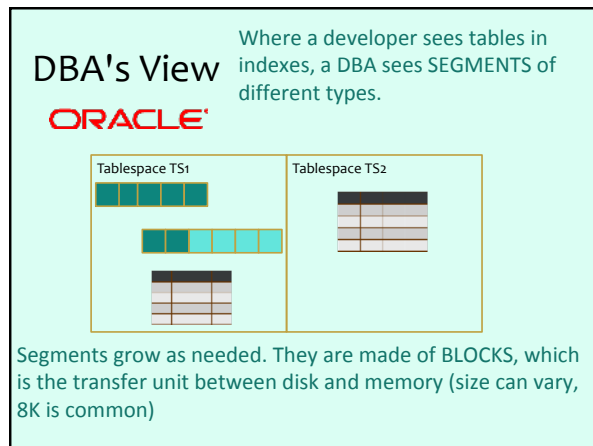 DBA's View
ORACLE
Where a developer sees tables in
indexes, a DBA sees SEGMENTS of
different types.
Tablespace TS1
Tablespace TS2
Segments grow as needed. They are made of BLOCKS, which
is the transfer unit between disk and memory (size can vary,
8K is common)